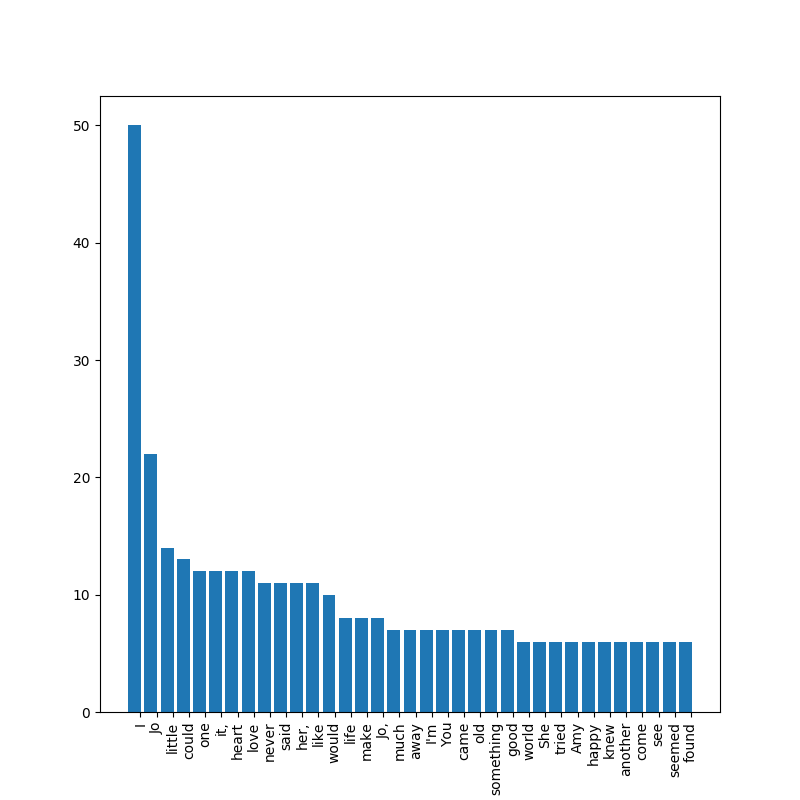 50
40
30
20
10
0
I
Jo
little
could
one
it,
heart
love
never
said
her,
like
would
life
make
Jo,
much
away
I'm
You
came
old
something
good
world
She
tried
Amy
happy
knew
another
come
see
seemed
found